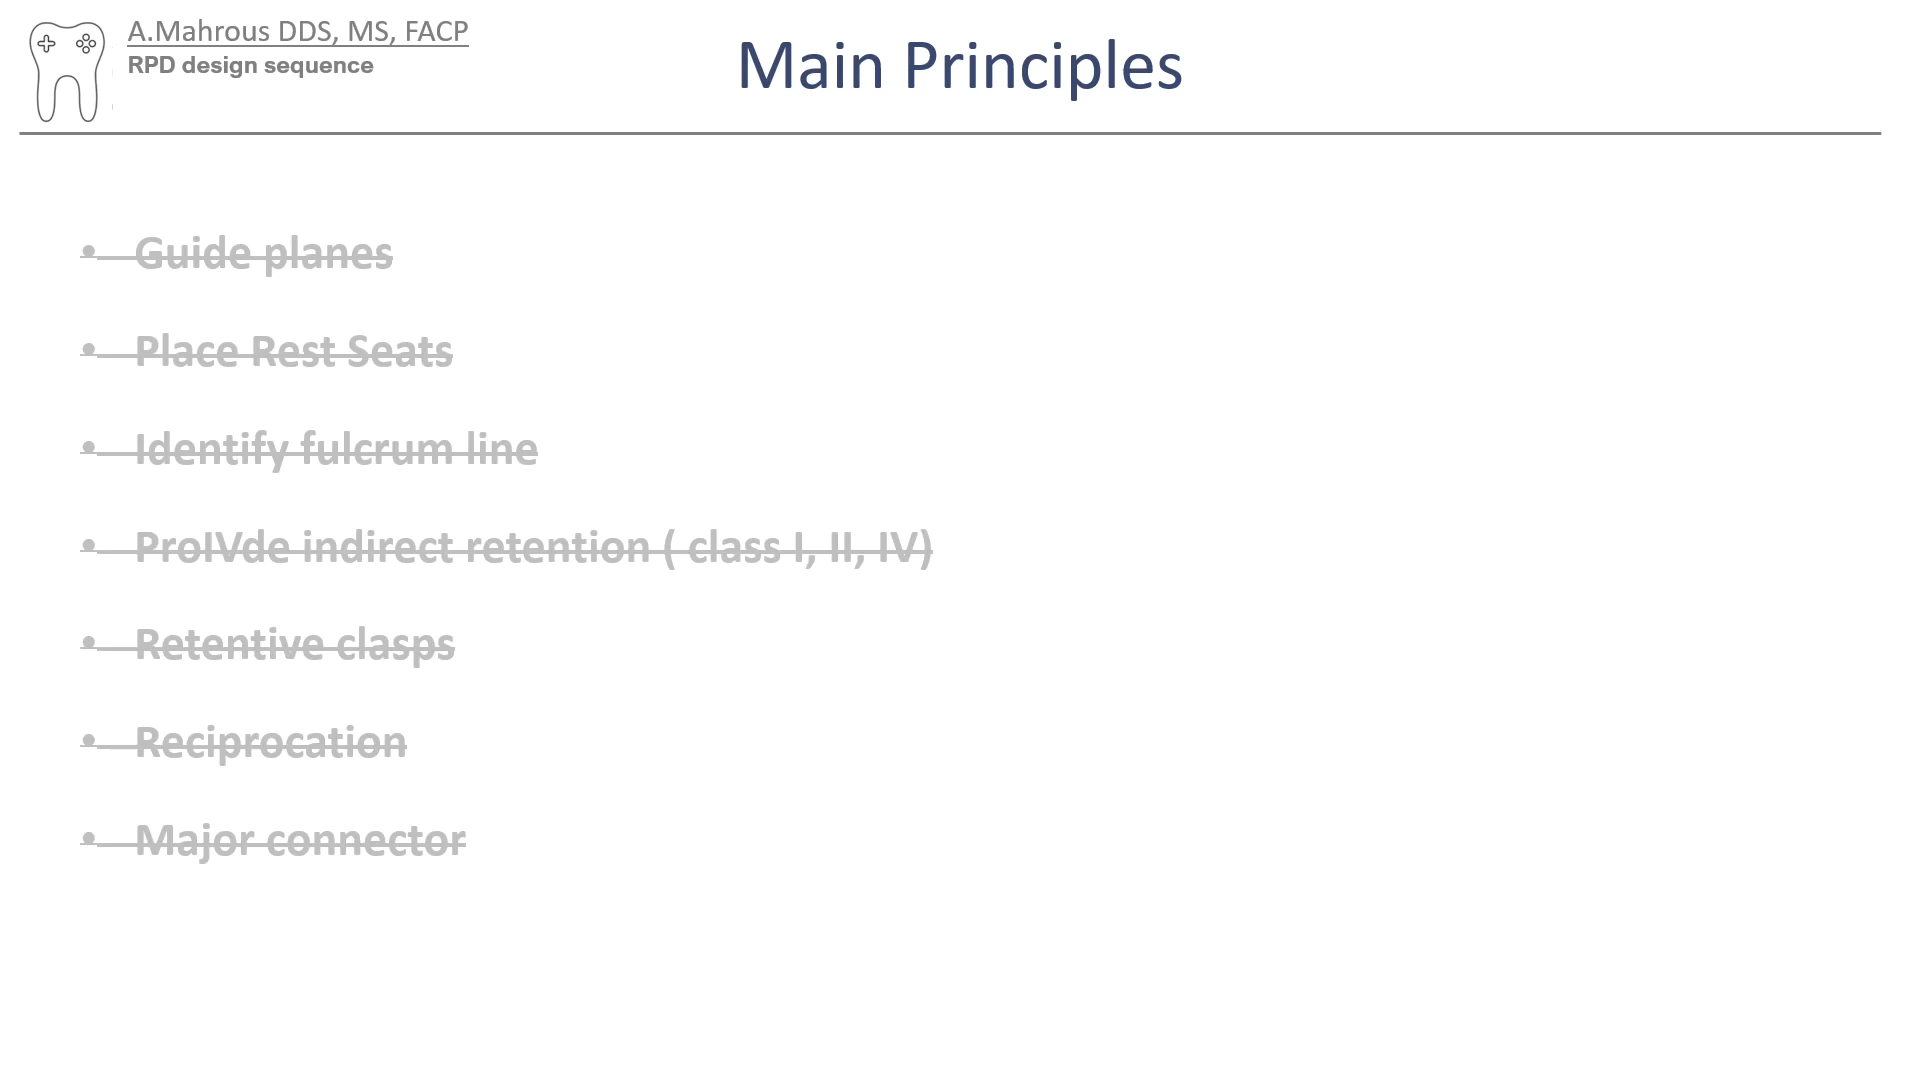 A.Mahrous DDS, MS, FACP
RPD design sequence
Main Principles
• Guide planes
• Place Rest Seats
• Identify fulcrum line
• ProIVde indirect retention ( class I, II, IV)
• Retentive clasps
• Reciprocation
• Major connector